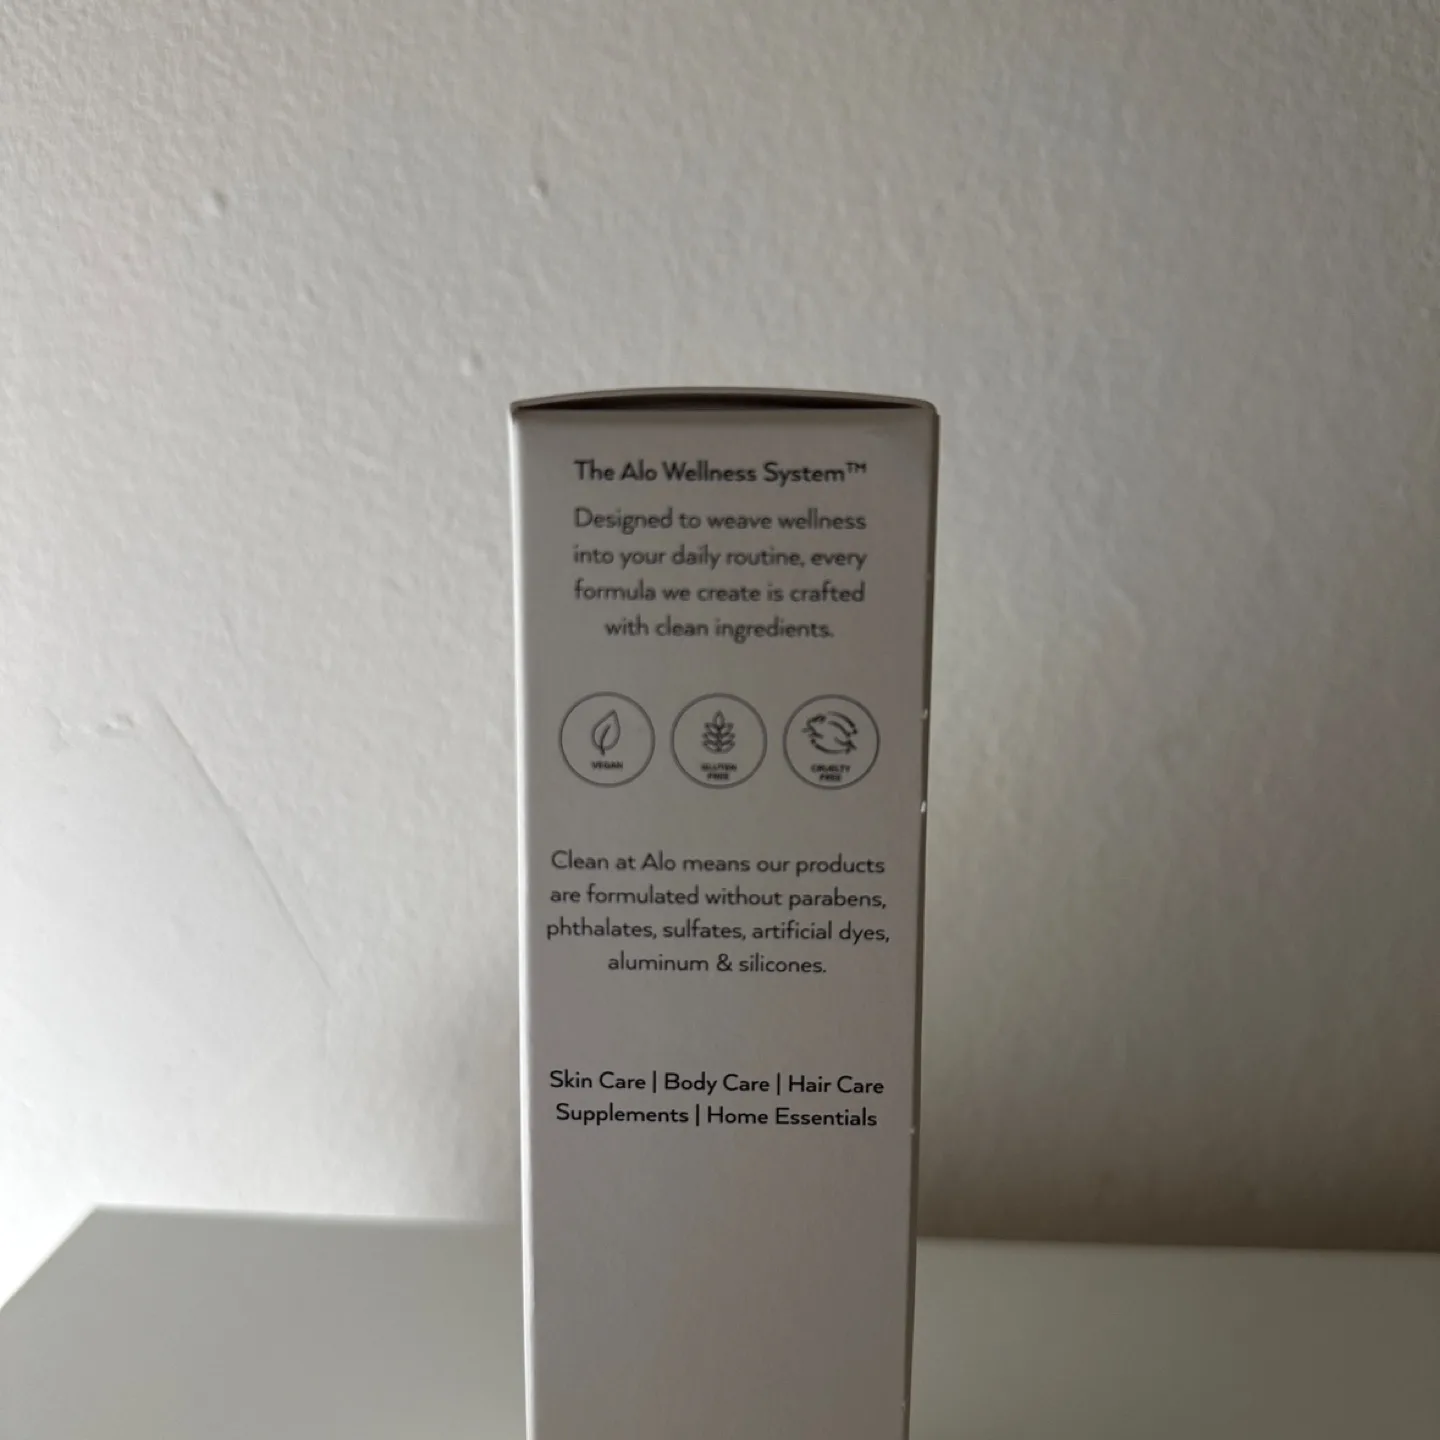 The Alo Wellness System™
Designed to weave wellness
into your daily routine, every
formula we create is crafted
with clean ingredients.
VEGAN
GLUTEN
FREE
CRUELTY
FREE
Clean at Alo means our products
are formulated without parabens,
phthalates, sulfates, artificial dyes,
aluminum & silicones.
Skin Care | Body Care | Hair Care
Supplements | Home Essentials